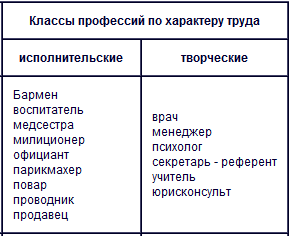 Классы профессий по характеру труда
исполнительские
творческие
Бармен
воспитатель
медсестра
милиционер
официант
парикмахер
повар
проводник
продавец
врач
менеджер
психолог
секретарь - референт
учитель
юрисконсульт